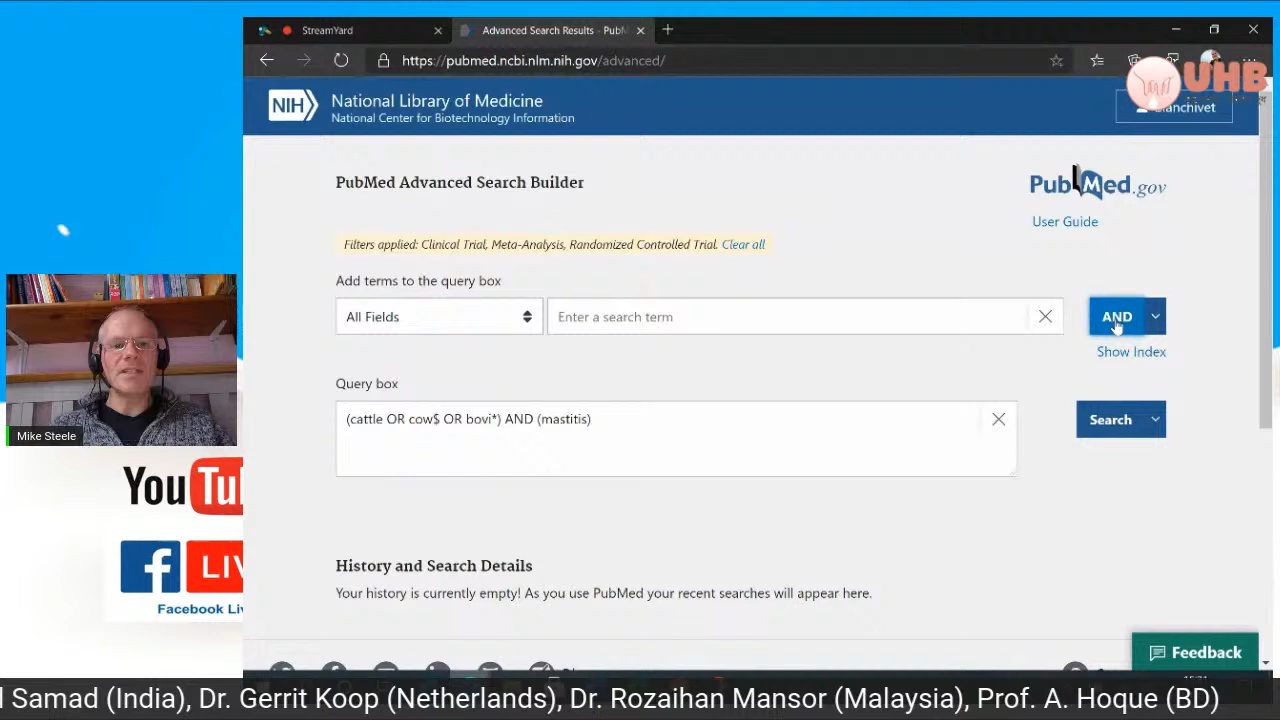 StreamYard
Advanced Search Results - PubM
https://pubmed.ncbi.nlm.nih.gov/advanced/
UHB
NIH
National Library of Medicine
National Center for Biotechnology Information
PubMed Advanced Search Builder
PubMed.gov
User Guide
Filters applied: Clinical Trial, Meta-Analysis, Randomized Controlled Trial. Clear all
Add terms to the query box
All Fields
Enter a search term
AND
Show Index
Query box
(cattle OR cow$ OR bovi*) AND (mastitis)
Search
Mike Steele
YouTu
LIV
Facebook Liv
History and Search Details
Your history is currently empty! As you use PubMed your recent searches will appear here.
Feedback
Samad (India), Dr. Gerrit Koop (Netherlands), Dr. Rozaihan Mansor (Malaysia), Prof. A. Hoque (BD)